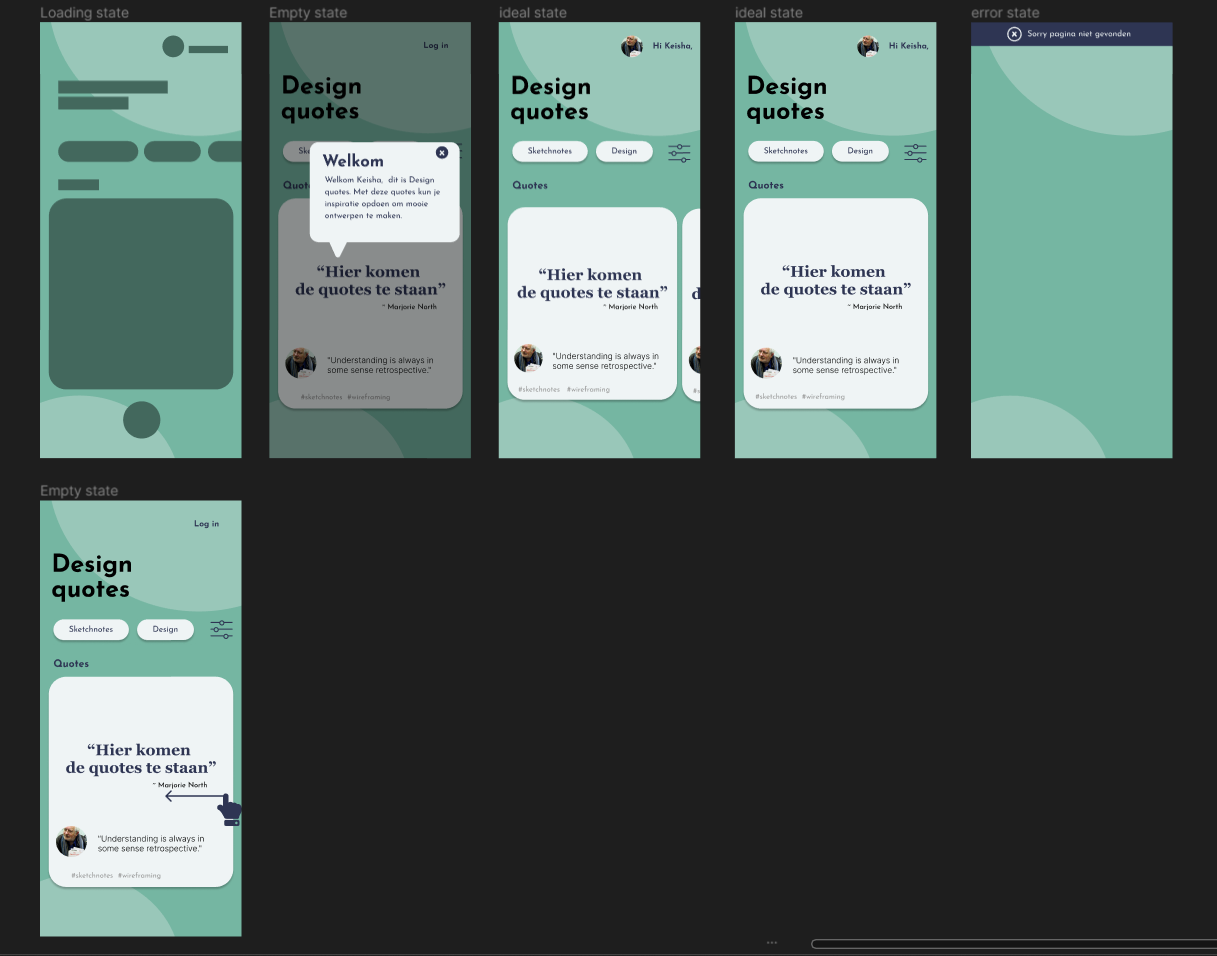 Loading state
Empty state
Log in
Design
quotes
Ske
Welkom
Welkom Keisha, dit is Design
quotes. Met deze quotes kun je
inspiratie opdoen om mooie
ontwerpen te maken.
Quot
“Hier komen
de quotes te staan”
~ Marjorie North
"Understanding is always in
some sense retrospective."
#sketchnotes #wireframing
ideal state
Hi Keisha,
Design
quotes
Sketchnotes
Design
Quotes
“Hier komen
de quotes te staan”
~ Marjorie North
d
"Understanding is always in
some sense retrospective."
#sketchnotes #wireframing
#s
ideal state
Hi Keisha,
Design
quotes
Sketchnotes
Design
Quotes
“Hier komen
de quotes te staan”
~ Marjorie North
"Understanding is always in
some sense retrospective."
#sketchnotes #wireframing
error state
Sorry pagina niet gevonden
Empty state
Log in
Design
quotes
Sketchnotes
Design
Quotes
“Hier komen
de quotes te staan”
~ Marjorie North
"Understanding is always in
some sense retrospective."
#sketchnotes #wireframing